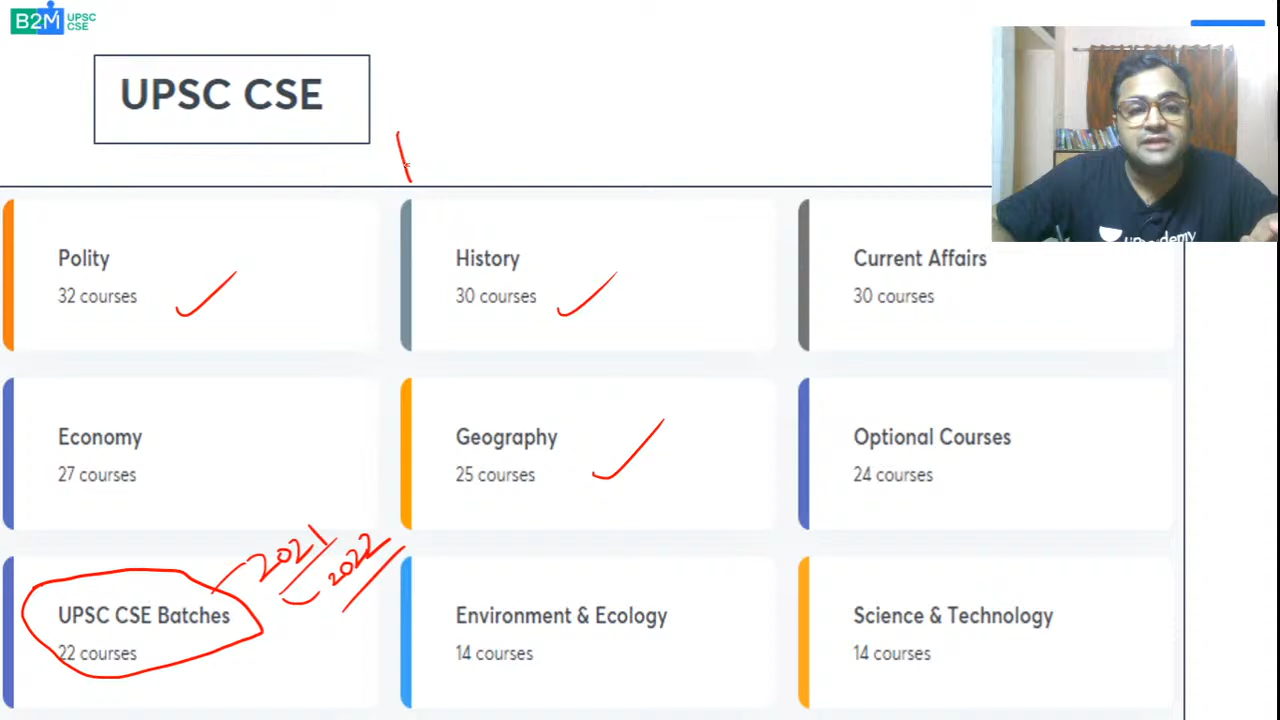 B2M UPSC CSE
UPSC CSE
unacademy
Polity
32 courses
History
30 courses
Current Affairs
30 courses
Economy
27 courses
Geography
25 courses
Optional Courses
24 courses
2021
2022
UPSC CSE Batches
22 courses
Environment & Ecology
14 courses
Science & Technology
14 courses